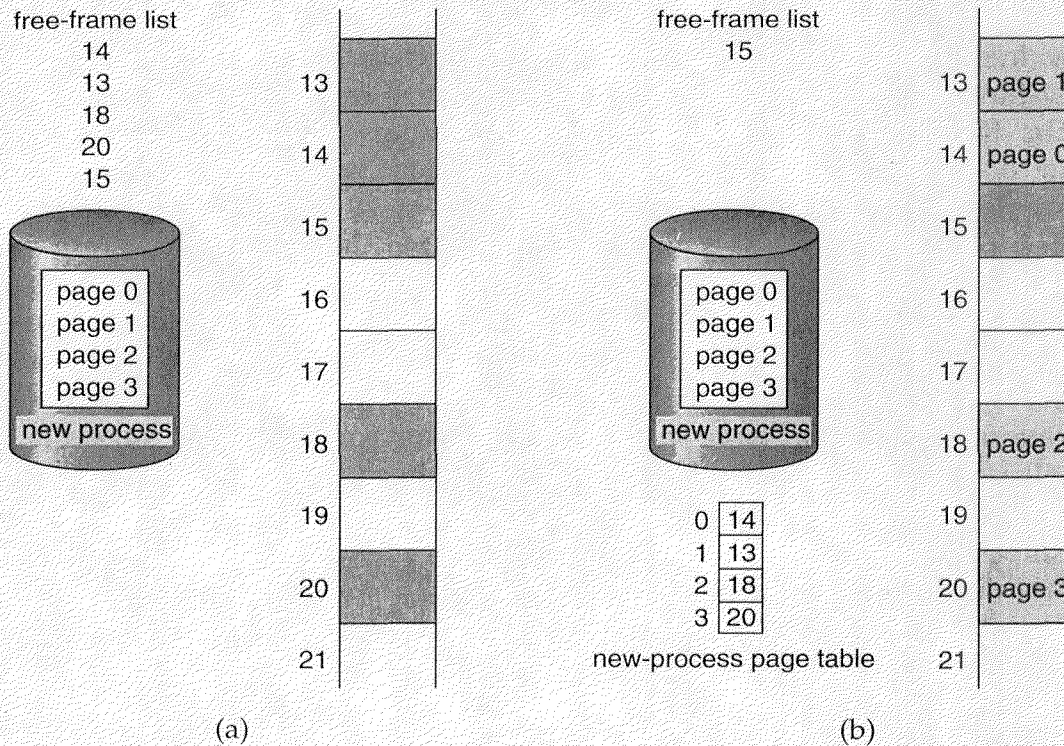 free-frame list
14
13
18
20
15
13
14
15
16
17
18
19
20
21
page 0
page 1
page 2
page 3
new process
(a)
free-frame list
15
page 0
page 1
page 2
page 3
new process
0 14
1 13
2 18
3 20
new-process page table
13 page 1
14 page 0
15
16
17
18 page 2
19
20 page 3
21
(b)